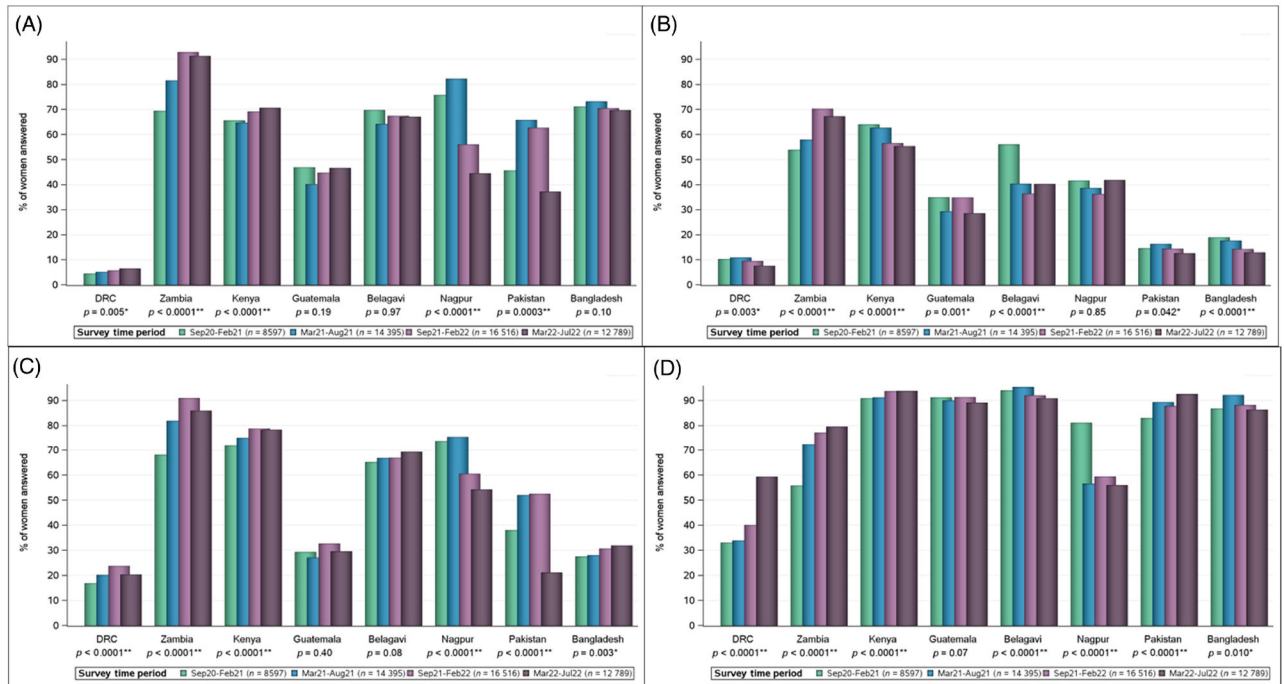 (A)
% of women answered
90
80
70
60
50
40
30
20
10
0
DRC Zambia Kenya Guatemala Belagavi Nagpur Pakistan Bangladesh
p = 0.005* p < 0.0001** p < 0.0001** p = 0.19 p = 0.97 p < 0.0001** p = 0.0003** p = 0.10
Survey time period Sep20-Feb21 (n = 8597) Mar21-Aug21 (n = 14 395) Sep21-Feb22 (n = 16 516) Mar22-Jul22 (n = 12 789)
(B)
% of women answered
90
80
70
60
50
40
30
20
10
0
DRC Zambia Kenya Guatemala Belagavi Nagpur Pakistan Bangladesh
p = 0.003* p < 0.0001** p < 0.0001** p = 0.001* p < 0.0001** p = 0.85 p = 0.042* p < 0.0001**
Survey time period Sep20-Feb21 (n = 8597) Mar21-Aug21 (n = 14 395) Sep21-Feb22 (n = 16 516) Mar22-Jul22 (n = 12 789)
(C)
% of women answered
90
80
70
60
50
40
30
20
10
0
DRC Zambia Kenya Guatemala Belagavi Nagpur Pakistan Bangladesh
p < 0.0001** p < 0.0001** p < 0.0001** p = 0.40 p = 0.08 p < 0.0001** p < 0.0001** p = 0.003*
Survey time period Sep20-Feb21 (n = 8597) Mar21-Aug21 (n = 14 395) Sep21-Feb22 (n = 16 516) Mar22-Jul22 (n = 12 789)
(D)
% of women answered
90
80
70
60
50
40
30
20
10
0
DRC Zambia Kenya Guatemala Belagavi Nagpur Pakistan Bangladesh
p < 0.0001** p < 0.0001** p < 0.0001** p = 0.07 p < 0.0001** p < 0.0001** p < 0.0001** p = 0.010*
Survey time period Sep20-Feb21 (n = 8597) Mar21-Aug21 (n = 14 395) Sep21-Feb22 (n = 16 516) Mar22-Jul22 (n = 12 789)